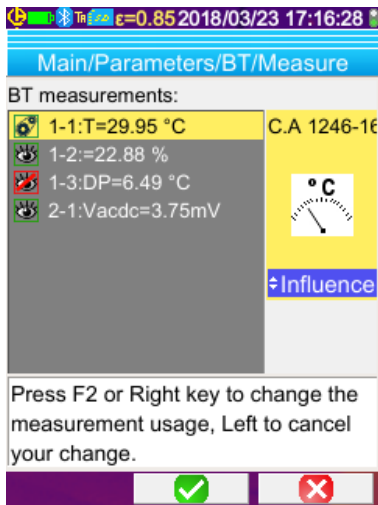 ε=0.85 2018/03/23 17:16:28
Main/Parameters/BT/Measure
BT measurements:
1-1:T=29.95 °C
C.A 1246-16
1-2:=22.88 %
1-3:DP=6.49 °C
°C
2-1:Vacdc=3.75mV
Influence
Press F2 or Right key to change the
measurement usage, Left to cancel
your change.